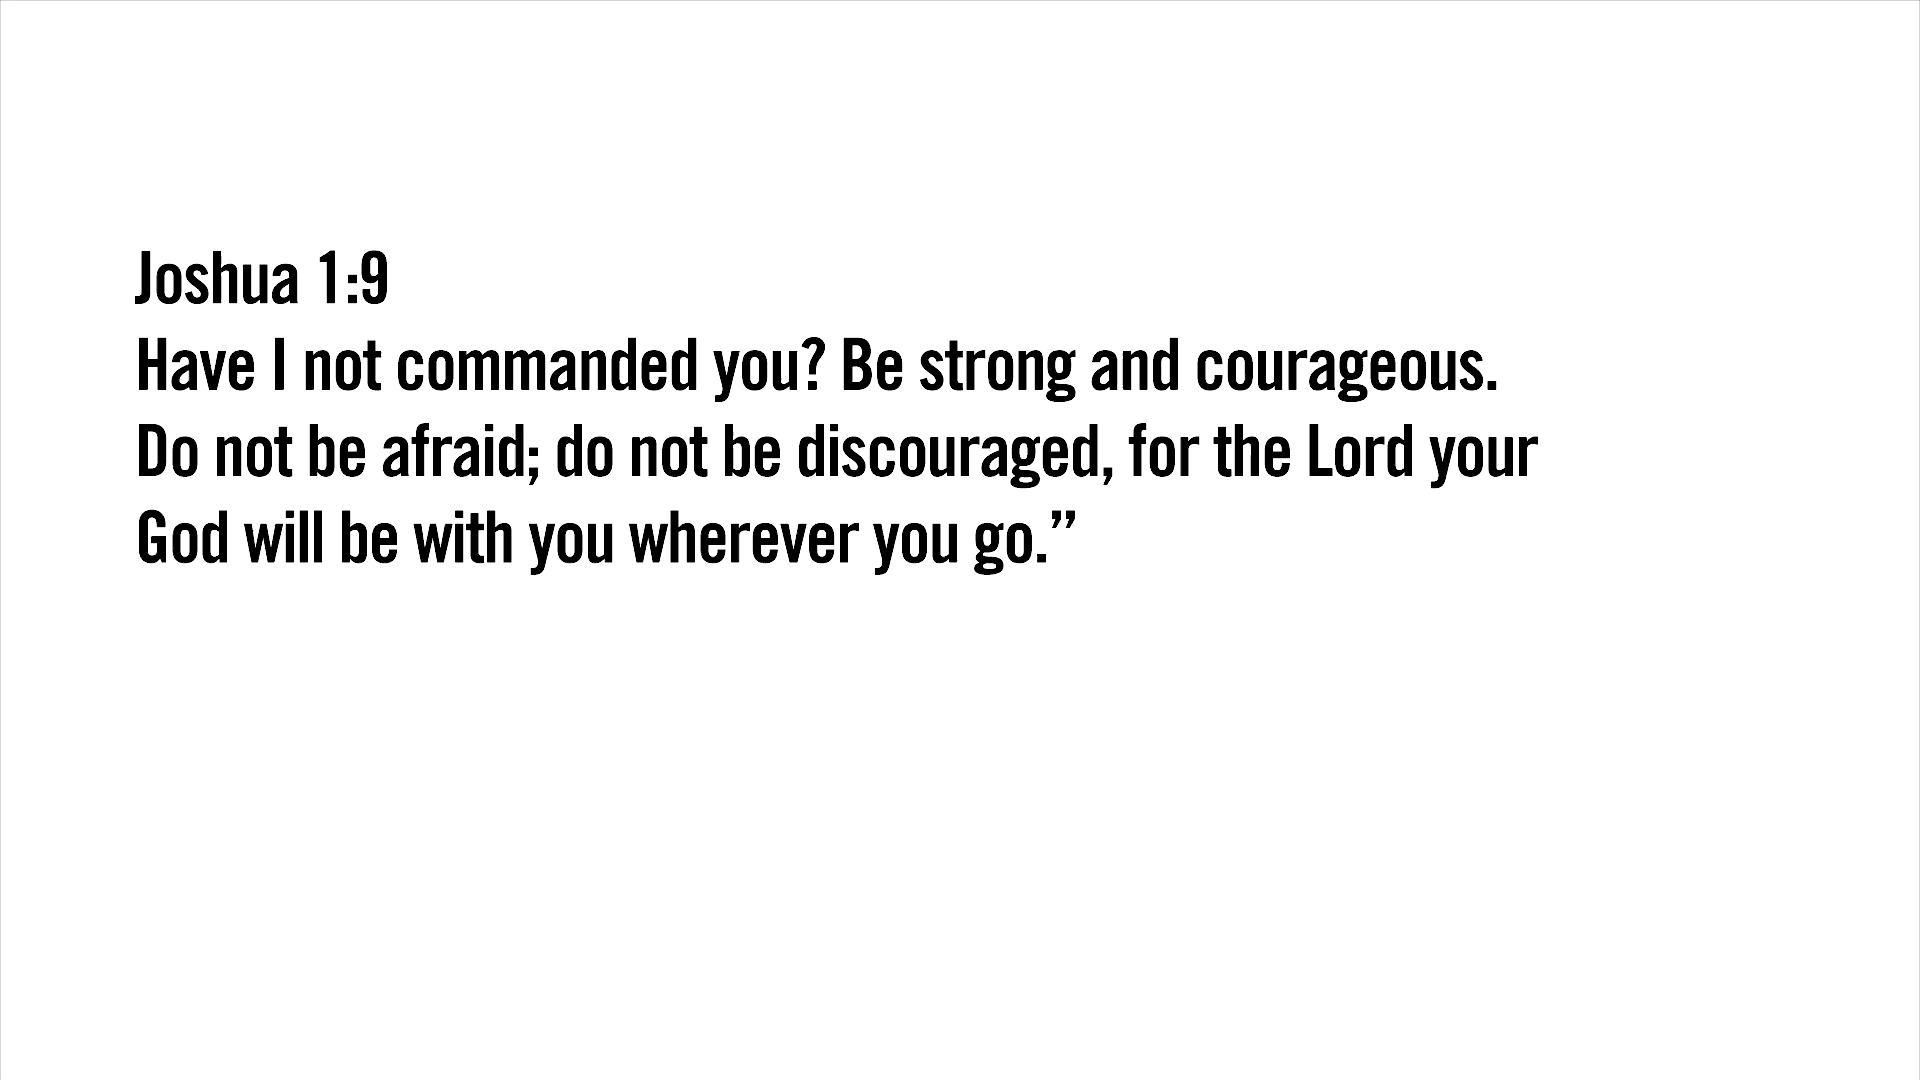 Joshua 1:9
Have I not commanded you? Be strong and courageous.
Do not be afraid; do not be discouraged, for the Lord your
God will be with you wherever you go.”